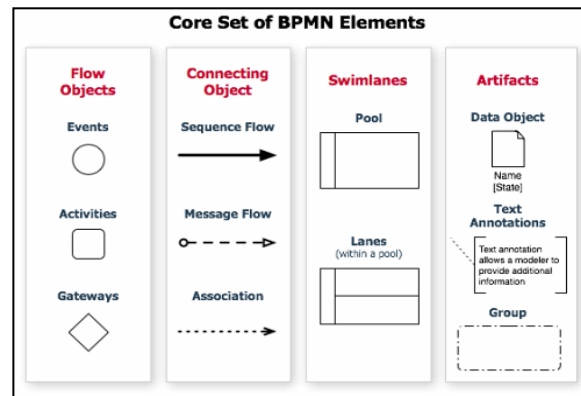 Core Set of BPMN Elements
Flow
Objects
Events
Activities
Gateways
Connecting
Object
Sequence Flow
Message Flow
Association
Swimlanes
Pool
Lanes
(within a pool)
Artifacts
Data Object
Name
[State]
Text
Annotations
Text annotation
allows a modeler to
provide additional
information
Group